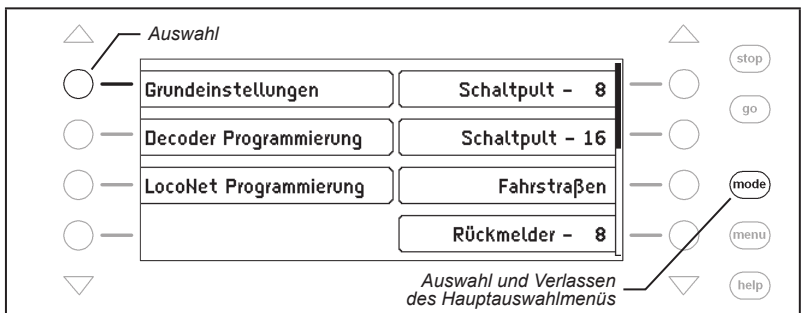 Auswahl
stop
Grundeinstellungen
Schaltpult - 8
go
Decoder Programmierung
Schaltpult - 16
LocoNet Programmierung
Fahrstraßen
mode
Rückmelder - 8
menu
Auswahl und Verlassen
des Hauptauswahlmenüs
help